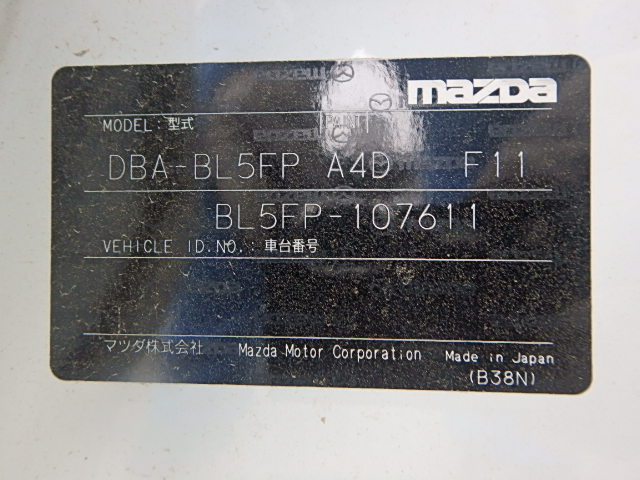 mazda
MODEL : 型式 PAINT
DBA-BL5FP A4D F11
BL5FP-107611
VEHICLE ID.NO. : 車台番号
マツダ株式会社 Mazda Motor Corporation Made in Japan
(B38N)